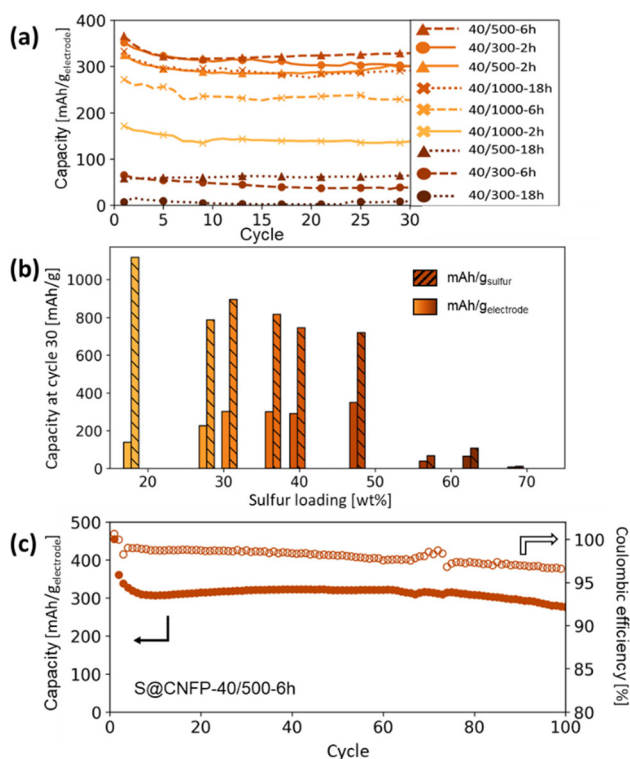 (a)
400
300
200
100
0
Capacity [mAh/g_electrode]
0 5 10 15 20 25 30
Cycle
40/500-6h
40/300-2h
40/500-2h
40/1000-18h
40/1000-6h
40/1000-2h
40/500-18h
40/300-6h
40/300-18h
(b)
1000
800
600
400
200
0
Capacity at cycle 30 [mAh/g]
mAh/g_sulfur
mAh/g_electrode
20 30 40 50 60 70
Sulfur loading [wt%]
(c)
500
400
300
200
100
0
Capacity [mAh/g_electrode]
S@CNFP-40/500-6h
100
95
90
85
80
Coulombic efficiency [%]
0 20 40 60 80 100
Cycle